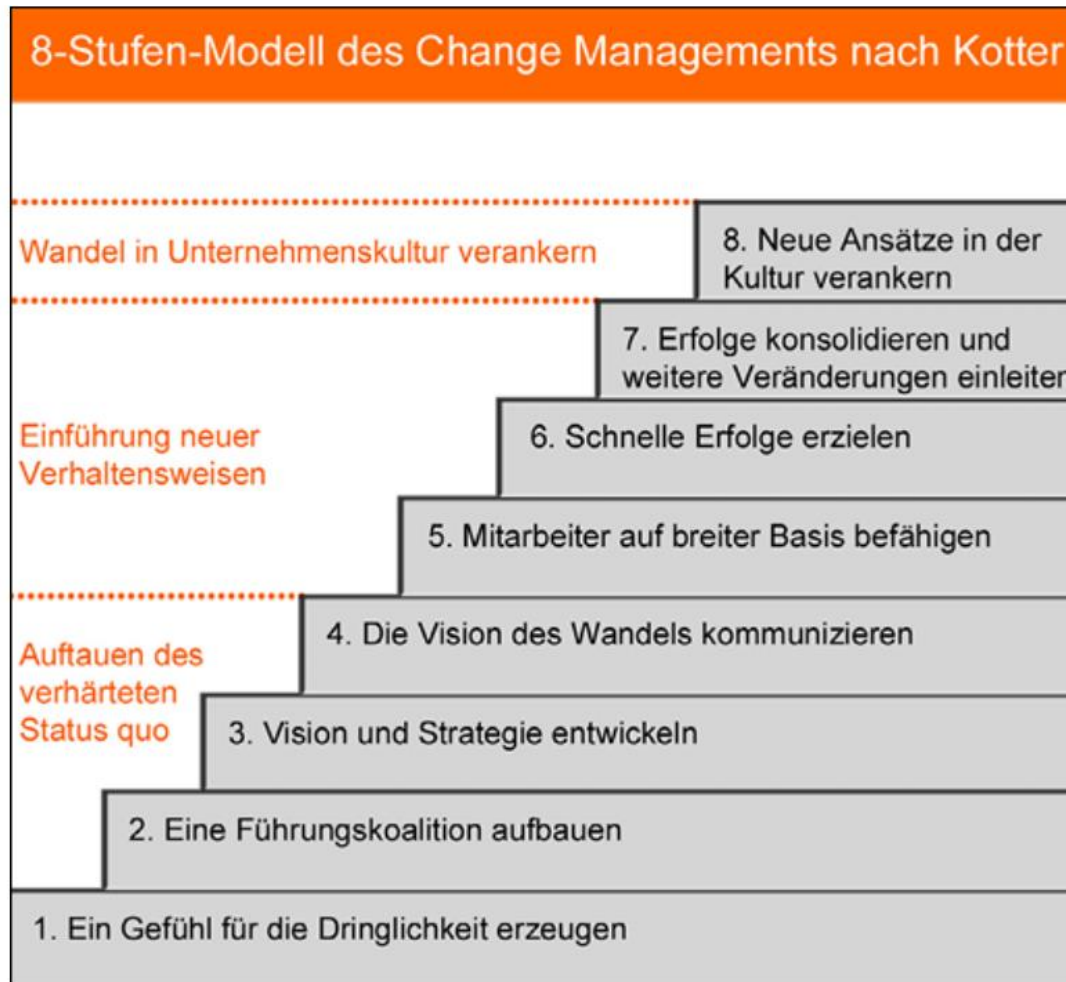 8-Stufen-Modell des Change Managements nach Kotter
Wandel in Unternehmenskultur verankern
8. Neue Ansätze in der
Kultur verankern
7. Erfolge konsolidieren und
weitere Veränderungen einleiten
Einführung neuer
Verhaltensweisen
6. Schnelle Erfolge erzielen
5. Mitarbeiter auf breiter Basis befähigen
Auftauen des
verhärteten
Status quo
4. Die Vision des Wandels kommunizieren
3. Vision und Strategie entwickeln
2. Eine Führungskoalition aufbauen
1. Ein Gefühl für die Dringlichkeit erzeugen